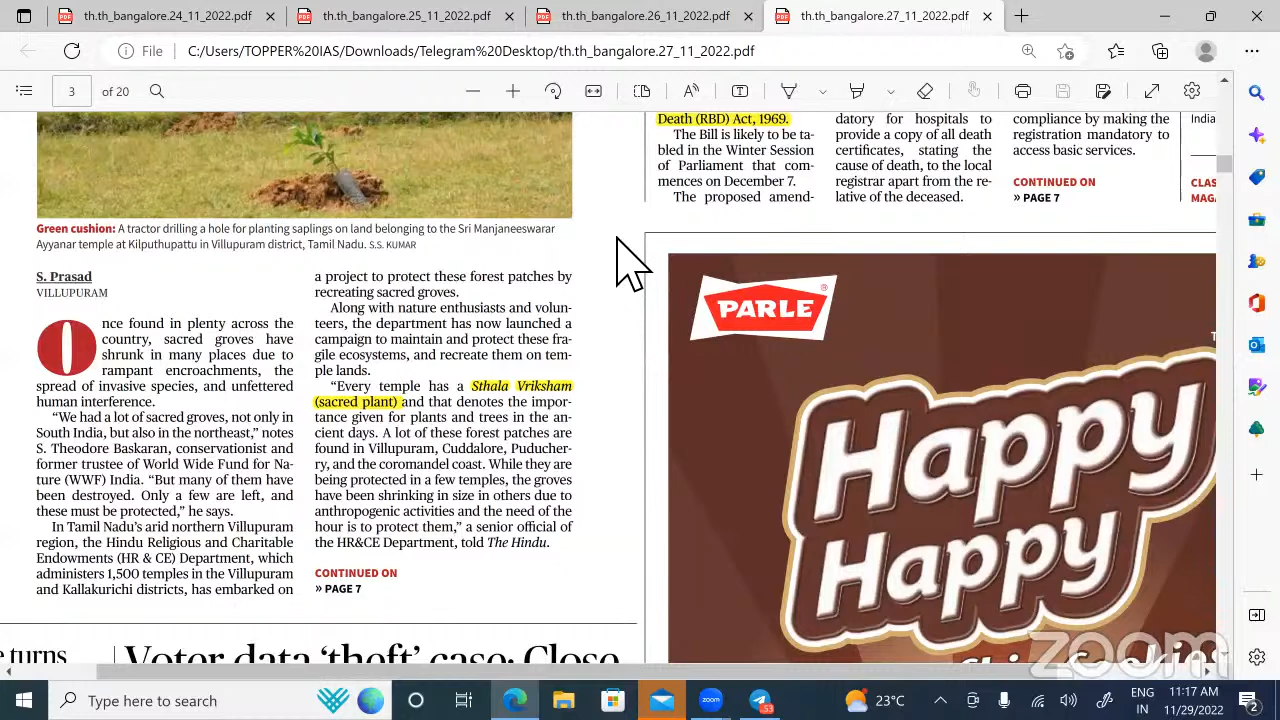 th.th_bangalore.24_11_2022.pdf
th.th_bangalore.25_11_2022.pdf
th.th_bangalore.26_11_2022.pdf
th.th_bangalore.27_11_2022.pdf
File
C:/Users/TOPPER%20IAS/Downloads/Telegram%20Desktop/th.th_bangalore.27_11_2022.pdf
3 of 20
Green cushion: A tractor drilling a hole for planting saplings on land belonging to the Sri Manjaneeswarar
Ayyanar temple at Kilputhupattu in Villupuram district, Tamil Nadu. S.S. KUMAR
S. Prasad
VILLUPURAM
Once found in plenty across the
country, sacred groves have
shrunk in many places due to
rampant encroachments, the
spread of invasive species, and unfettered
human interference.
“We had a lot of sacred groves, not only in
South India, but also in the northeast,” notes
S. Theodore Baskaran, conservationist and
former trustee of World Wide Fund for Na-
ture (WWF) India. “But many of them have
been destroyed. Only a few are left, and
these must be protected,” he says.
In Tamil Nadu’s arid northern Villupuram
region, the Hindu Religious and Charitable
Endowments (HR & CE) Department, which
administers 1,500 temples in the Villupuram
and Kallakurichi districts, has embarked on
a project to protect these forest patches by
recreating sacred groves.
Along with nature enthusiasts and volun-
teers, the department has now launched a
campaign to maintain and protect these fra-
gile ecosystems, and recreate them on tem-
ple lands.
“Every temple has a Sthala Vriksham
(sacred plant) and that denotes the impor-
tance given for plants and trees in the an-
cient days. A lot of these forest patches are
found in Villupuram, Cuddalore, Puducher-
ry, and the coromandel coast. While they are
being protected in a few temples, the groves
have been shrinking in size in others due to
anthropogenic activities and the need of the
hour is to protect them,” a senior official of
the HR&CE Department, told The Hindu.
CONTINUED ON
» PAGE 7
Death (RBD) Act, 1969.
The Bill is likely to be ta-
bled in the Winter Session
of Parliament that com-
mences on December 7.
The proposed amend-
datory for hospitals to
provide a copy of all death
certificates, stating the
cause of death, to the local
registrar apart from the re-
lative of the deceased.
compliance by making the
registration mandatory to
access basic services.
CONTINUED ON
» PAGE 7
India
CLAS
MAGA
PARLE
®
Happy
Happy
e turns
Voter data ‘theft’ case: Close
zoom
Type here to search
23°C
ENG
IN
11:17 AM
11/29/2022
2